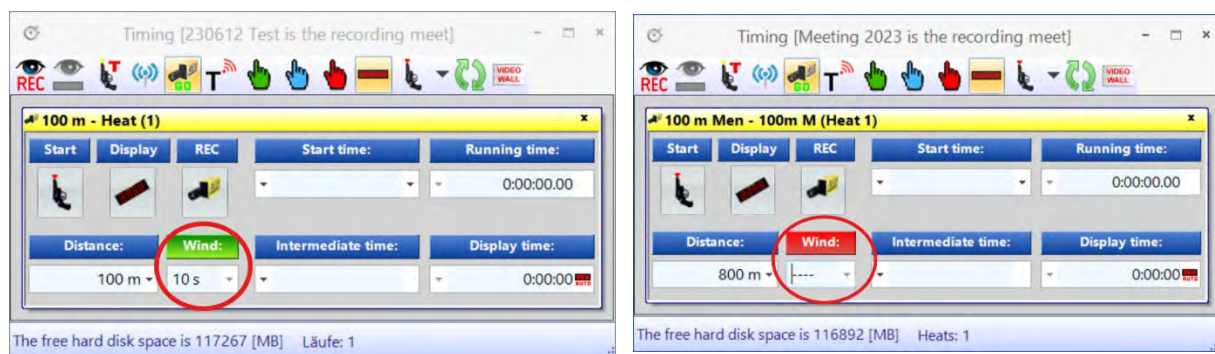 Timing [230612 Test is the recording meet]
REC T GO T VIDEO WALL
100 m - Heat (1) x
Start Display REC Start time: Running time:
0:00:00.00
Distance: Wind: Intermediate time: Display time:
100 m 10 s 0:00:00 AUTO
The free hard disk space is 117267 [MB] Läufe: 1
Timing [Meeting 2023 is the recording meet]
REC T GO T VIDEO WALL
100 m Men - 100m M (Heat 1) x
Start Display REC Start time: Running time:
0:00:00.00
Distance: Wind: Intermediate time: Display time:
800 m ---- 0:00:00 AUTO
The free hard disk space is 116892 [MB] Heats: 1